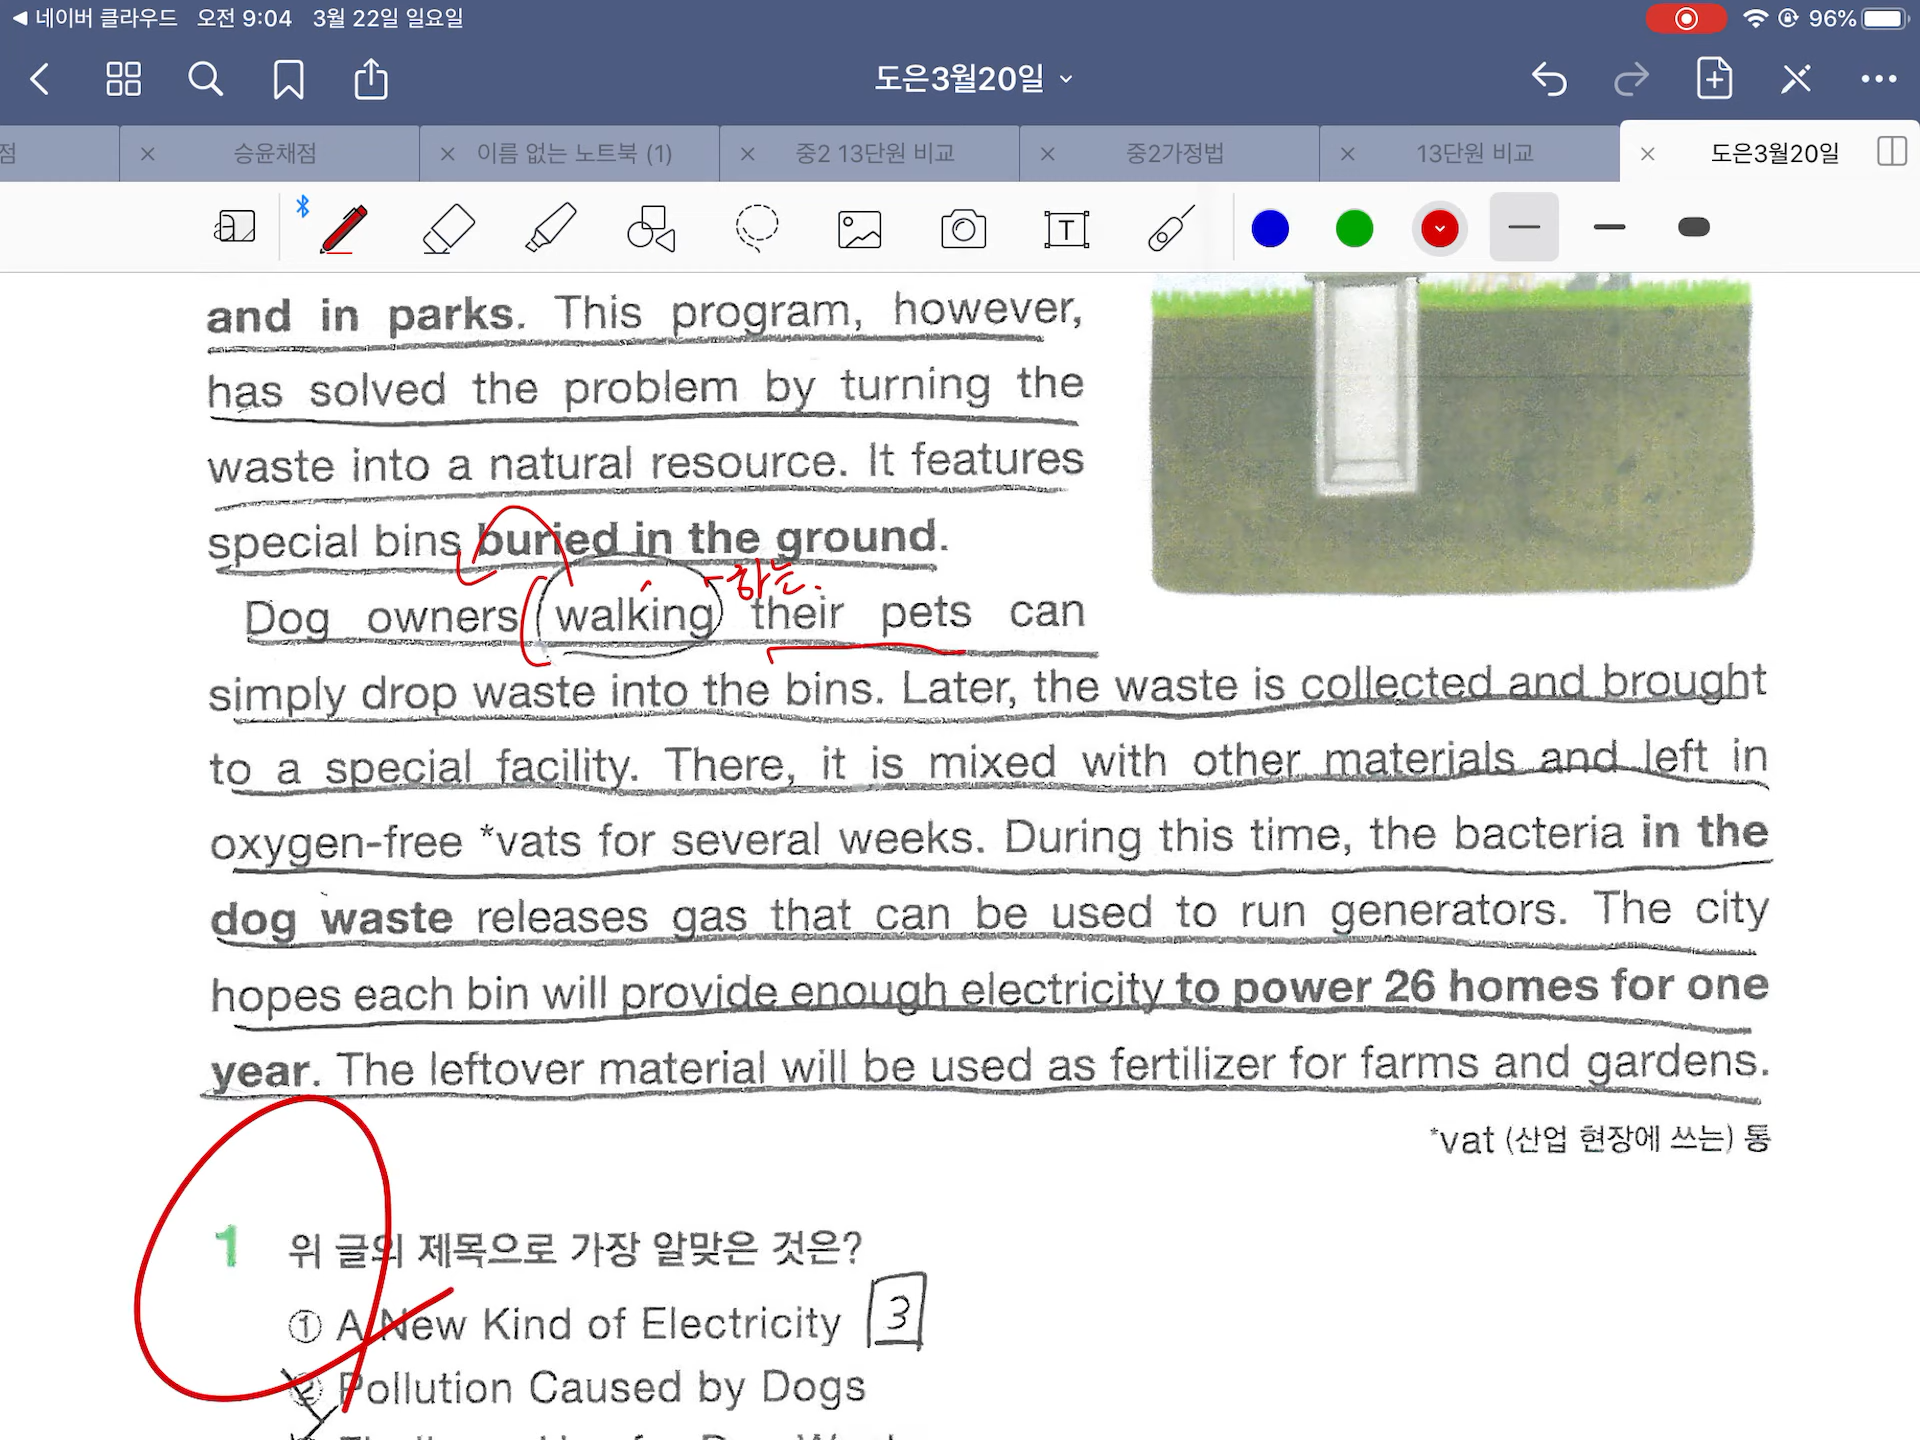 네이버 클라우드 오전 9:04 3월 22일 일요일
96%
도은3월20일
점
승윤채점
이름 없는 노트북 (1)
중2 13단원 비교
중2가정법
13단원 비교
도은3월20일
and in parks. This program, however,
has solved the problem by turning the
waste into a natural resource. It features
special bins buried in the ground.
-하는.
Dog owners walking their pets can
simply drop waste into the bins. Later, the waste is collected and brought
to a special facility. There, it is mixed with other materials and left in
oxygen-free *vats for several weeks. During this time, the bacteria in the
dog waste releases gas that can be used to run generators. The city
hopes each bin will provide enough electricity to power 26 homes for one
year. The leftover material will be used as fertilizer for farms and gardens.
*vat (산업 현장에 쓰는) 통
1 위 글의 제목으로 가장 알맞은 것은?
① A New Kind of Electricity 3
② Pollution Caused by Dogs